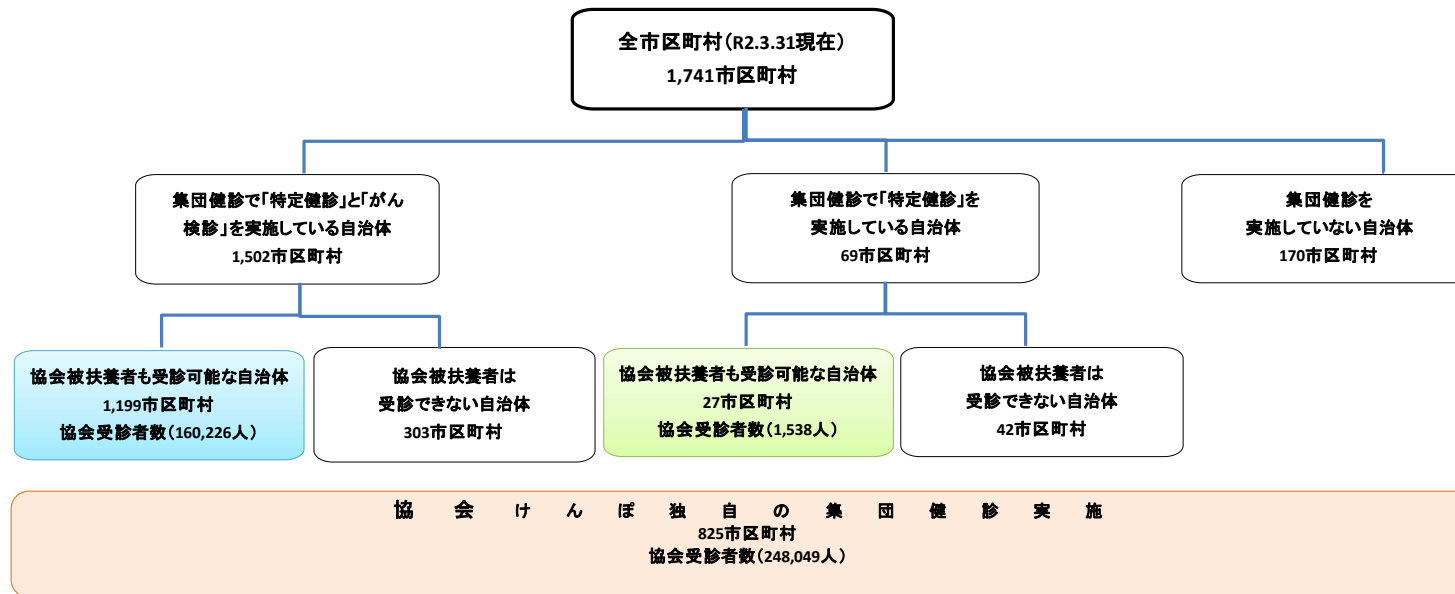 全市区町村（R2.3.31現在）
1,741市区町村
集団健診で「特定健診」と「がん
検診」を実施している自治体
1,502市区町村
集団健診で「特定健診」を
実施している自治体
69市区町村
集団健診を
実施していない自治体
170市区町村
協会被扶養者も受診可能な自治体
1,199市区町村
協会受診者数（160,226人）
協会被扶養者は
受診できない自治体
303市区町村
協会被扶養者も受診可能な自治体
27市区町村
協会受診者数（1,538人）
協会被扶養者は
受診できない自治体
42市区町村
協会けんぽ独自の集団健診実施
825市区町村
協会受診者数（248,049人）